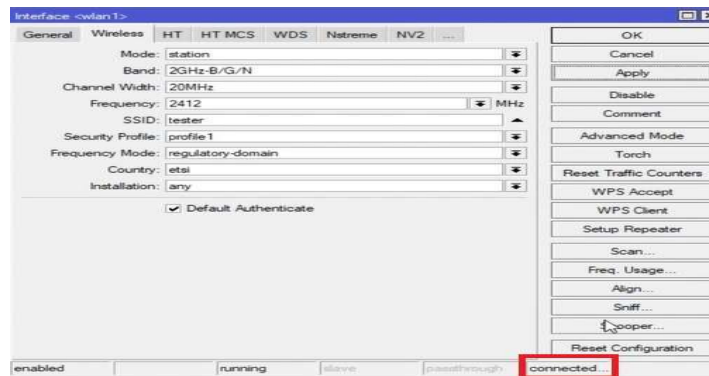 Interface <wlan1>
General Wireless HT HT MCS WDS Nstreme NV2 ...
Mode: station
Band: 2GHz-B/G/N
Channel Width: 20MHz
Frequency: 2412 MHz
SSID: tester
Security Profile: profile1
Frequency Mode: regulatory-domain
Country: etsi
Installation: any
Default Authenticate
OK
Cancel
Apply
Disable
Comment
Advanced Mode
Torch
Reset Traffic Counters
WPS Accept
WPS Client
Setup Repeater
Scan...
Freq. Usage...
Align...
Sniff...
Reset Configuration
enabled running slave passthrough connected...